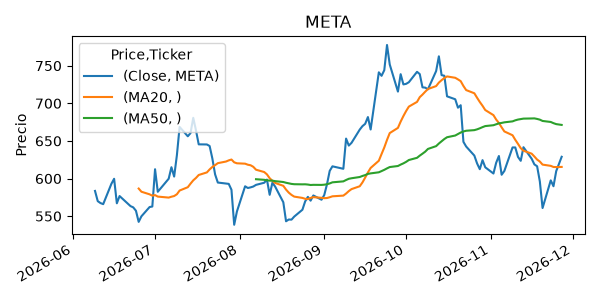 META
Price,Ticker
(Close, META)
(MA20, )
(MA50, )
Precio
750
700
650
600
550
2026-06
2026-07
2026-08
2026-09
2026-10
2026-11
2026-12